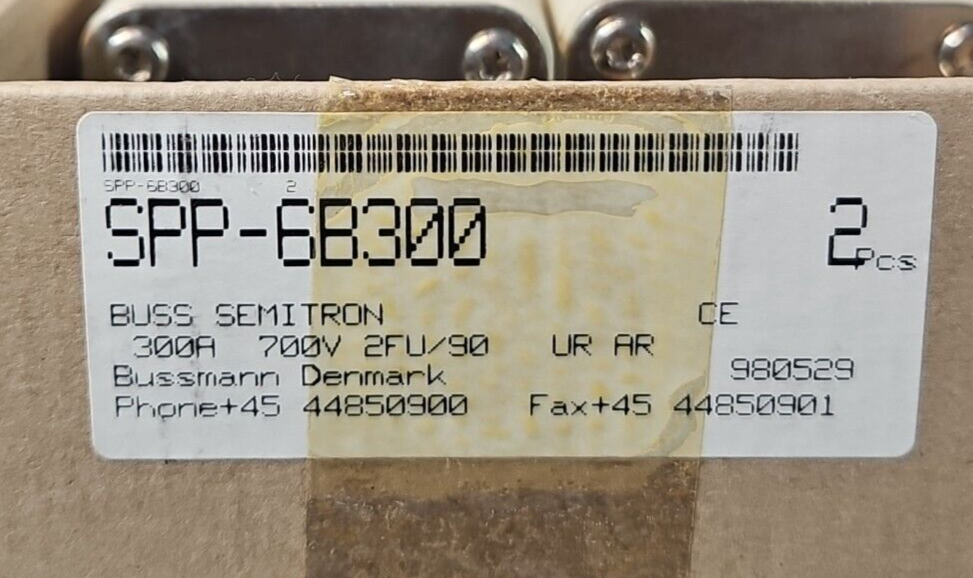 SPP-6B300 2
SPP-6B300 2 Pcs
BUSS SEMITRON CE
300A 700V 2FU/90 UR AR
Bussmann Denmark 980529
Phone+45 44850900 Fax+45 44850901